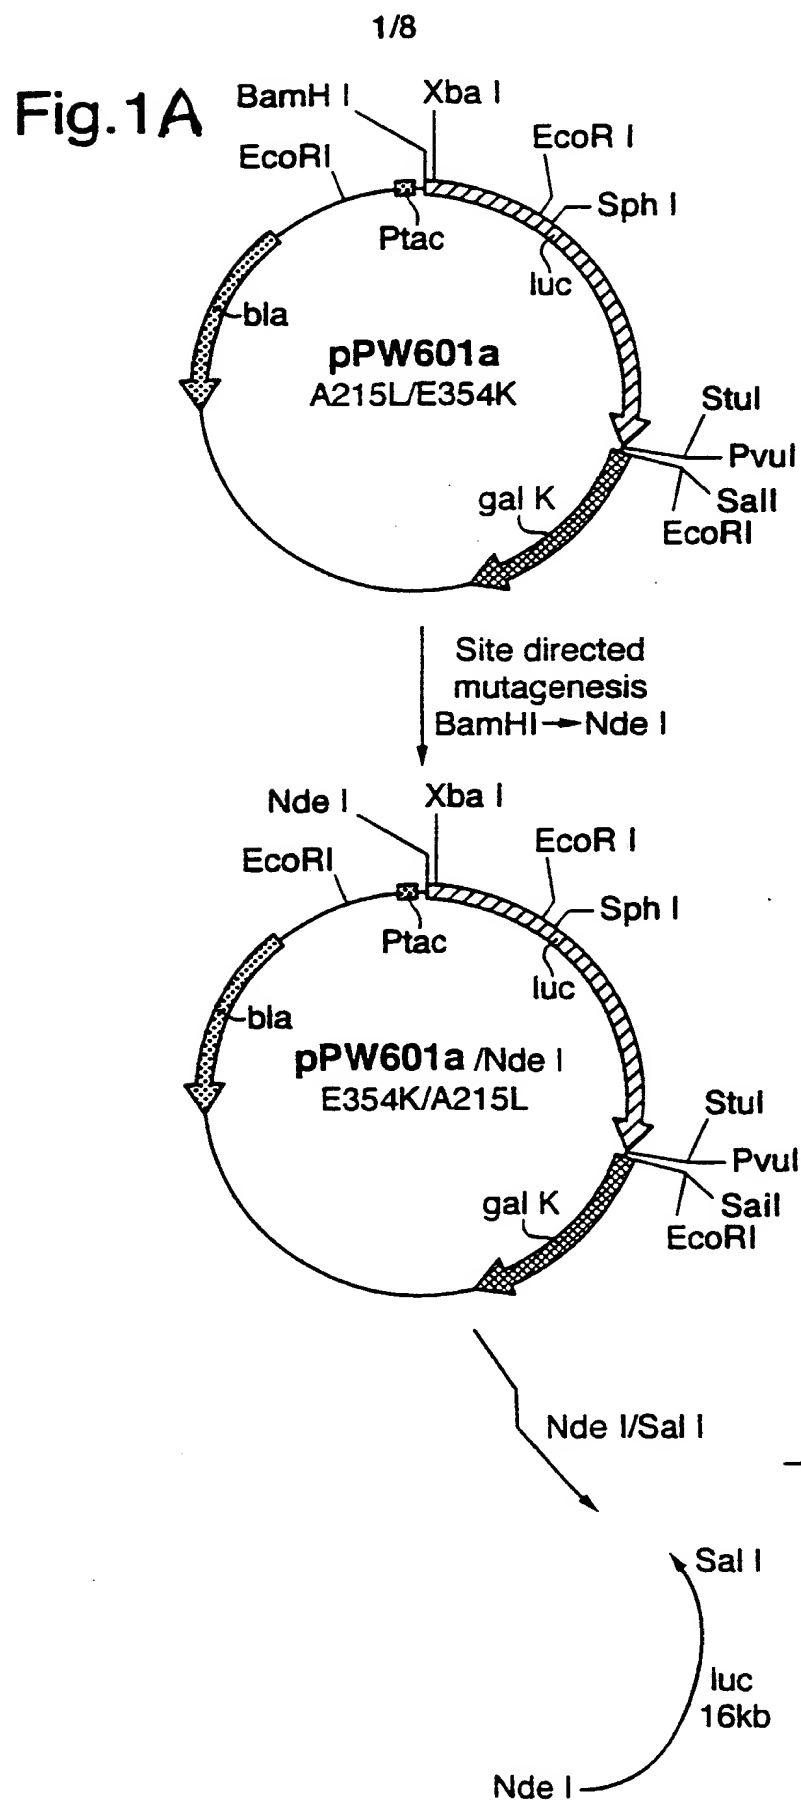 1/8
Fig.1A
BamH I
Xba I
EcoRI
EcoR I
Sph I
Ptac
luc
bla
pPW601a
A215L/E354K
StuI
PvuI
SalI
EcoRI
gal K
Site directed
mutagenesis
BamHI→Nde I
Nde I
Xba I
EcoRI
EcoR I
Sph I
Ptac
luc
bla
pPW601a /Nde I
E354K/A215L
StuI
PvuI
SalI
EcoRI
gal K
Nde I/Sal I
Sal I
luc
16kb
Nde I